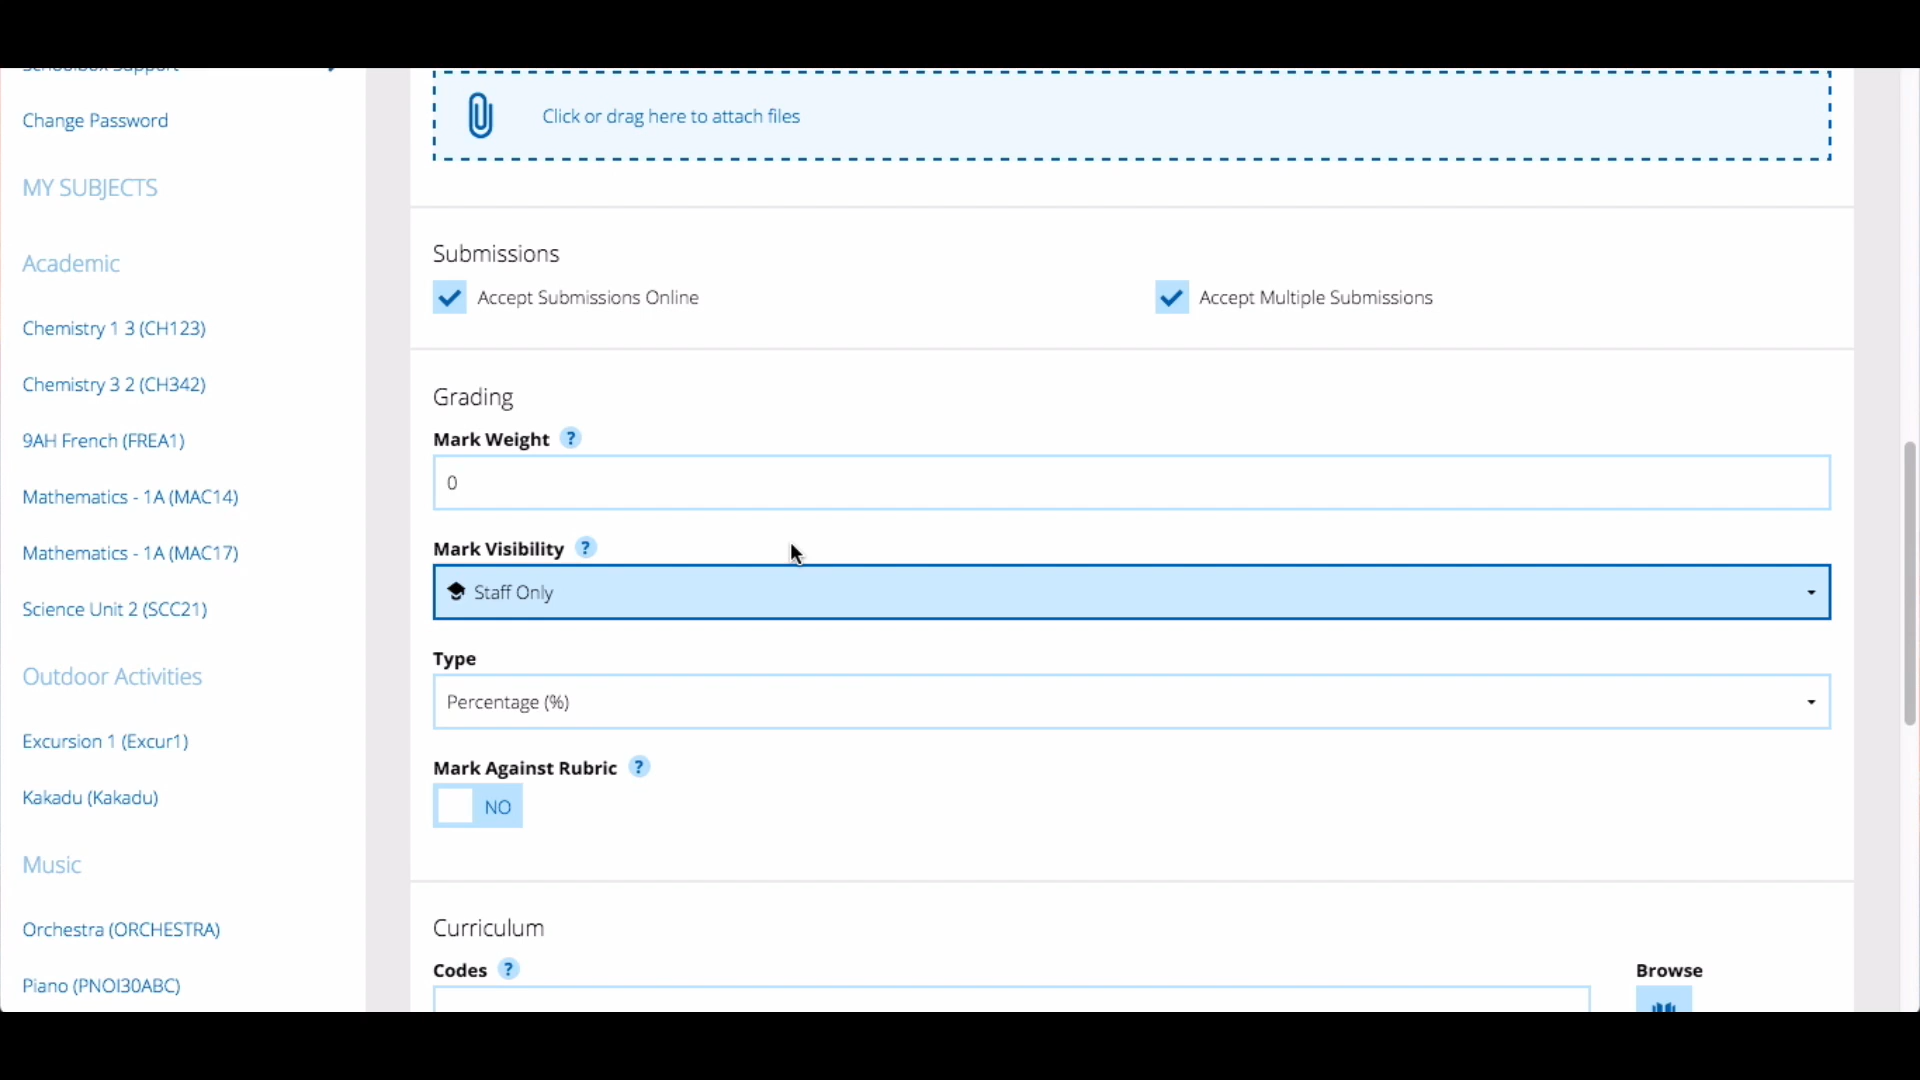 Schoolbox Support
Change Password
MY SUBJECTS
Academic
Chemistry 1 3 (CH123)
Chemistry 3 2 (CH342)
9AH French (FREA1)
Mathematics - 1A (MAC14)
Mathematics - 1A (MAC17)
Science Unit 2 (SCC21)
Outdoor Activities
Excursion 1 (Excur1)
Kakadu (Kakadu)
Music
Orchestra (ORCHESTRA)
Piano (PNOI30ABC)
Click or drag here to attach files
Submissions
Accept Submissions Online
Accept Multiple Submissions
Grading
Mark Weight ?
0
Mark Visibility ?
Staff Only
Type
Percentage (%)
Mark Against Rubric ?
NO
Curriculum
Codes ?
Browse